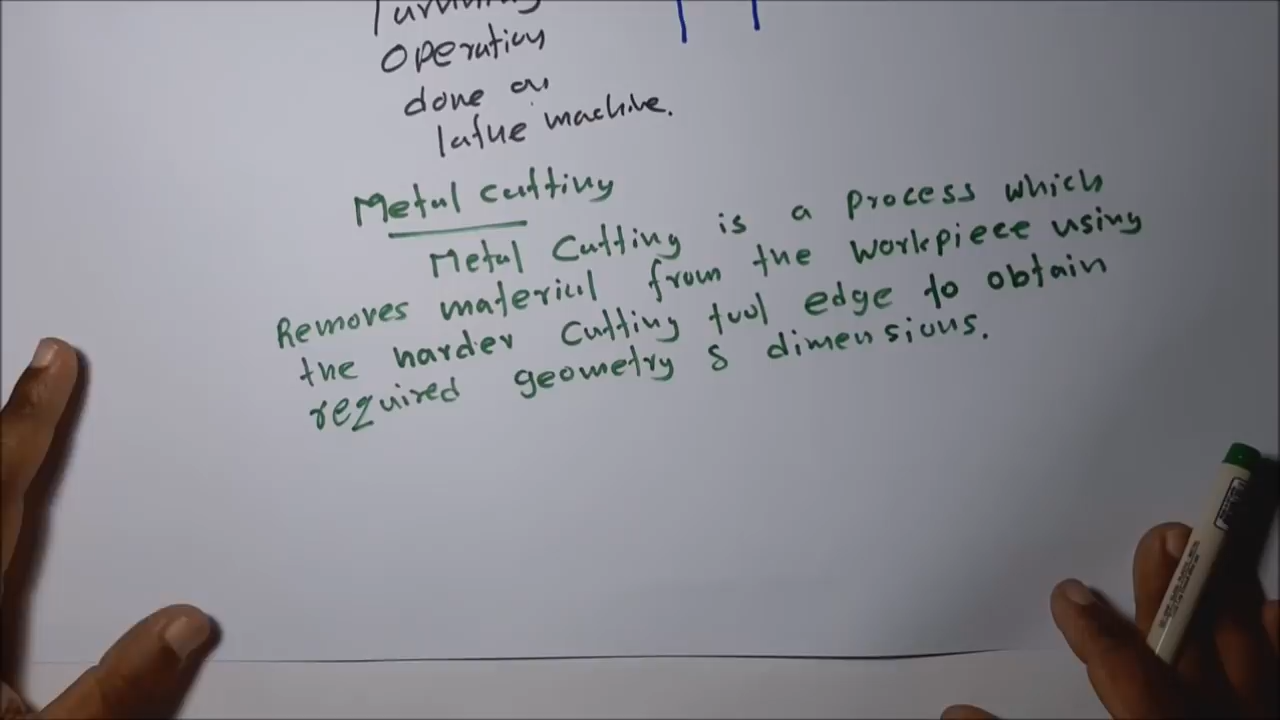 Turning
Operation
done on
lathe machine.
Metal cutting
Metal Cutting is a process which
Removes material from the workpiece using
the harder cutting tool edge to obtain
required geometry & dimensions.